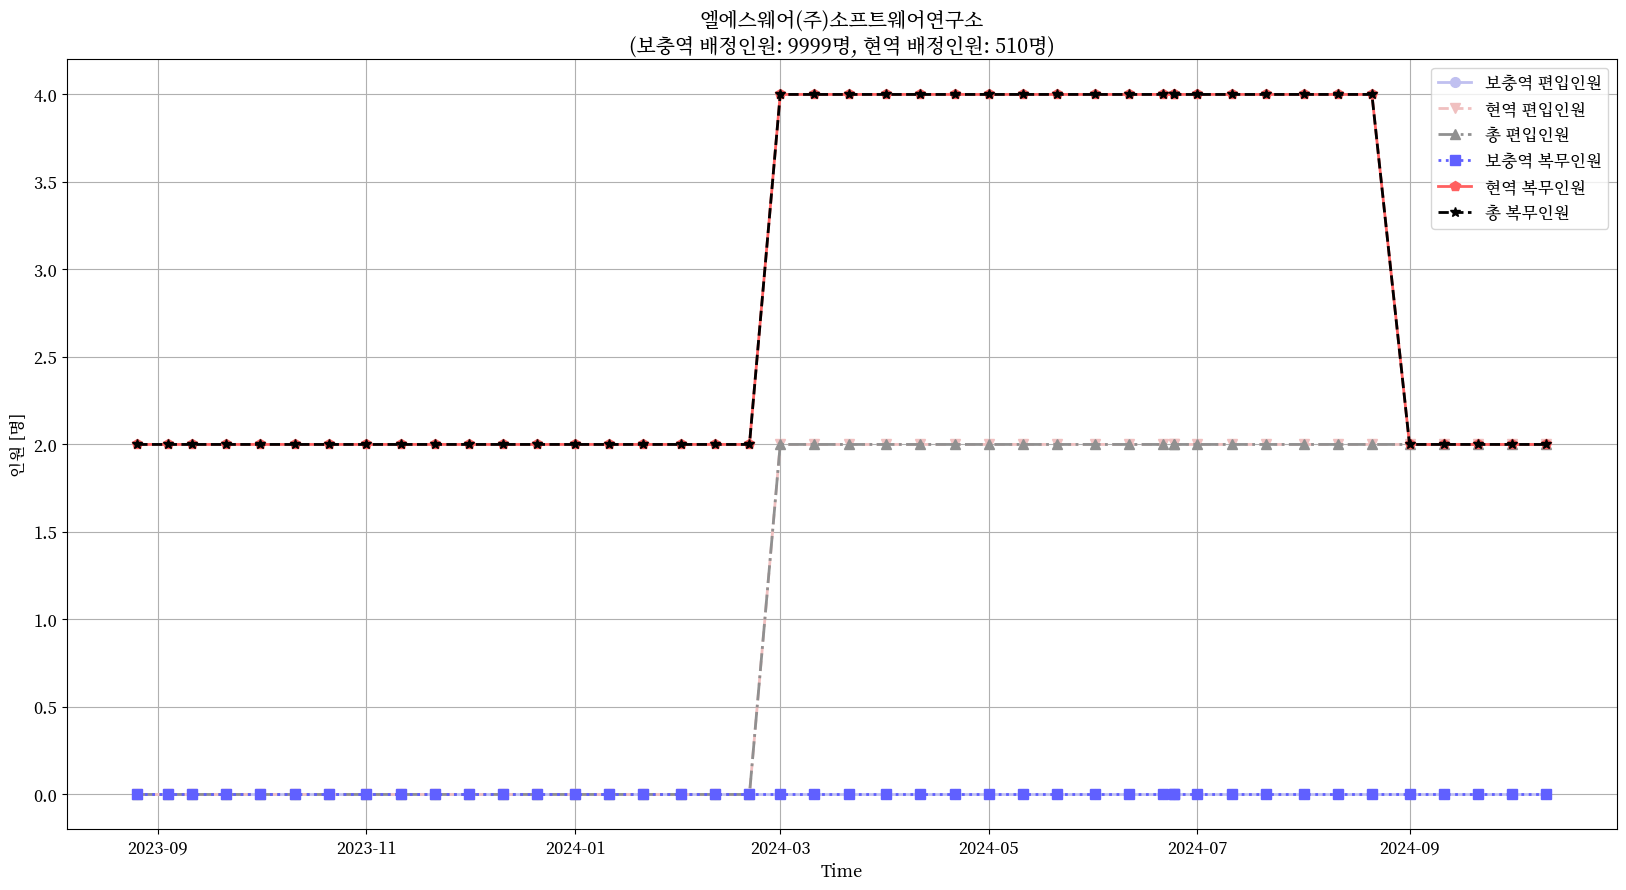 엘에스웨어(주)소프트웨어연구소
(보충역 배정인원: 9999명, 현역 배정인원: 510명)
보충역 편입인원
현역 편입인원
총 편입인원
보충역 복무인원
현역 복무인원
총 복무인원
4.0
3.5
3.0
2.5
2.0
1.5
1.0
0.5
0.0
인원 [명]
2023-09
2023-11
2024-01
2024-03
2024-05
2024-07
2024-09
Time